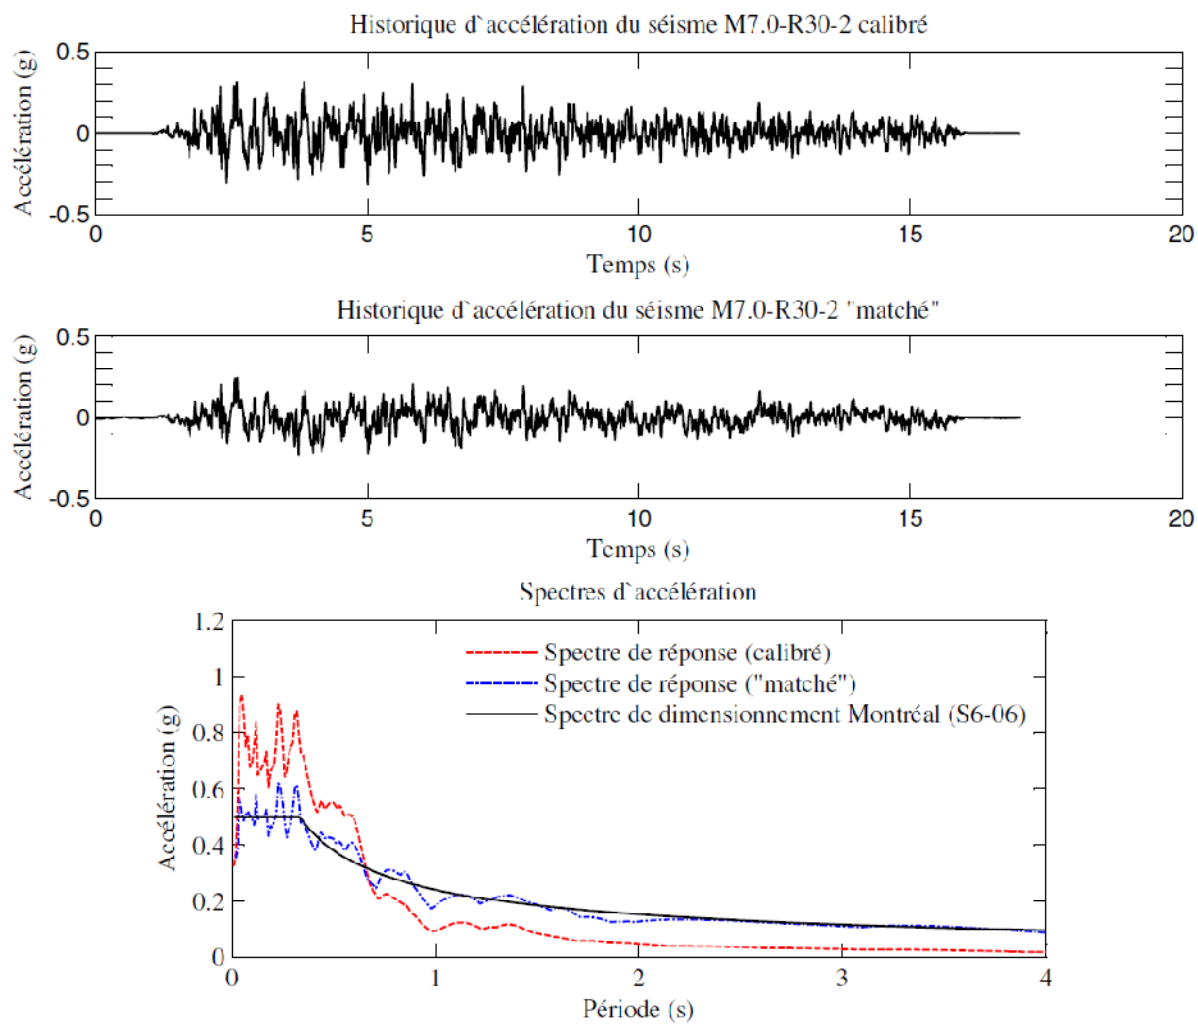 Historique d`accélération du séisme M7.0-R30-2 calibré
0.5
0
-0.5
Accélération (g)
0 5 10 15 20
Temps (s)
Historique d`accélération du séisme M7.0-R30-2 "matché"
0.5
0
-0.5
Accélération (g)
0 5 10 15 20
Temps (s)
Spectres d`accélération
1.2
1
0.8
0.6
0.4
0.2
0
Accélération (g)
Spectre de réponse (calibré)
Spectre de réponse ("matché")
Spectre de dimensionnement Montréal (S6-06)
0 1 2 3 4
Période (s)